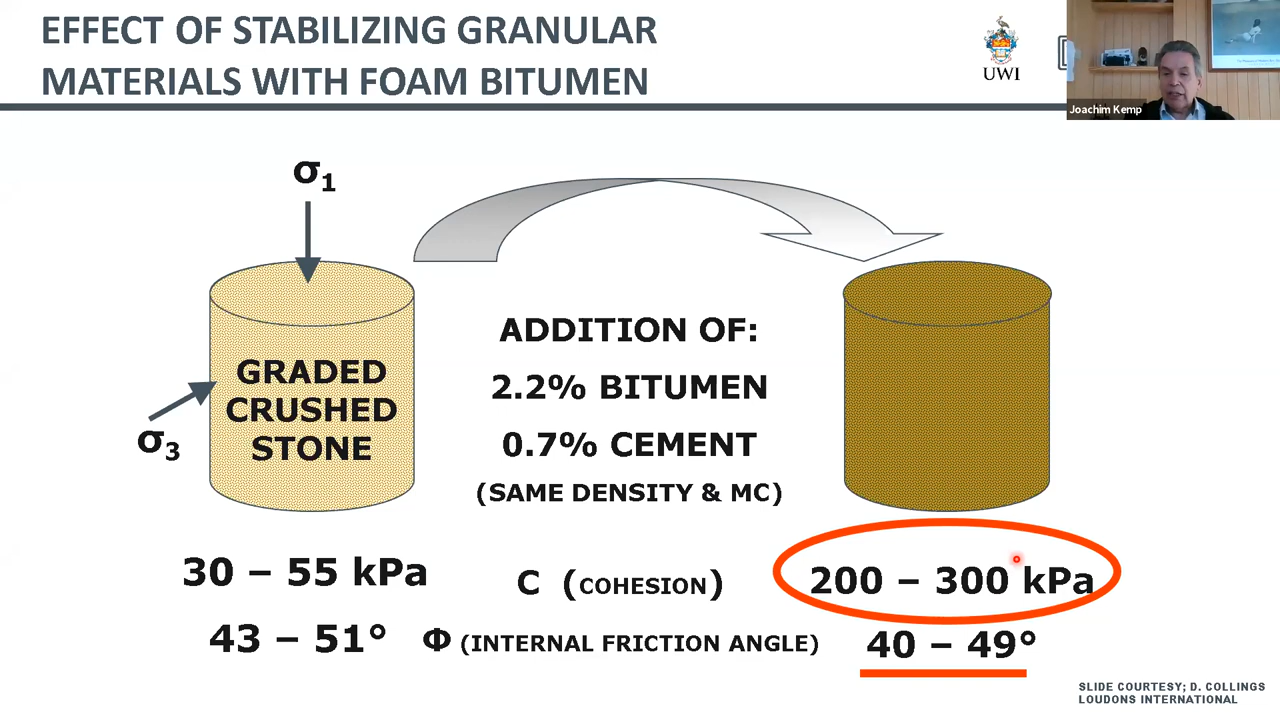 EFFECT OF STABILIZING GRANULAR
MATERIALS WITH FOAM BITUMEN
UWI
Joachim Kemp
σ1
GRADED
CRUSHED
STONE
σ3
ADDITION OF:
2.2% BITUMEN
0.7% CEMENT
(SAME DENSITY & MC)
30 – 55 kPa
C (COHESION)
200 – 300 kPa
43 – 51°
Φ (INTERNAL FRICTION ANGLE)
40 – 49°
SLIDE COURTESY; D. COLLINGS
LOUDONS INTERNATIONAL